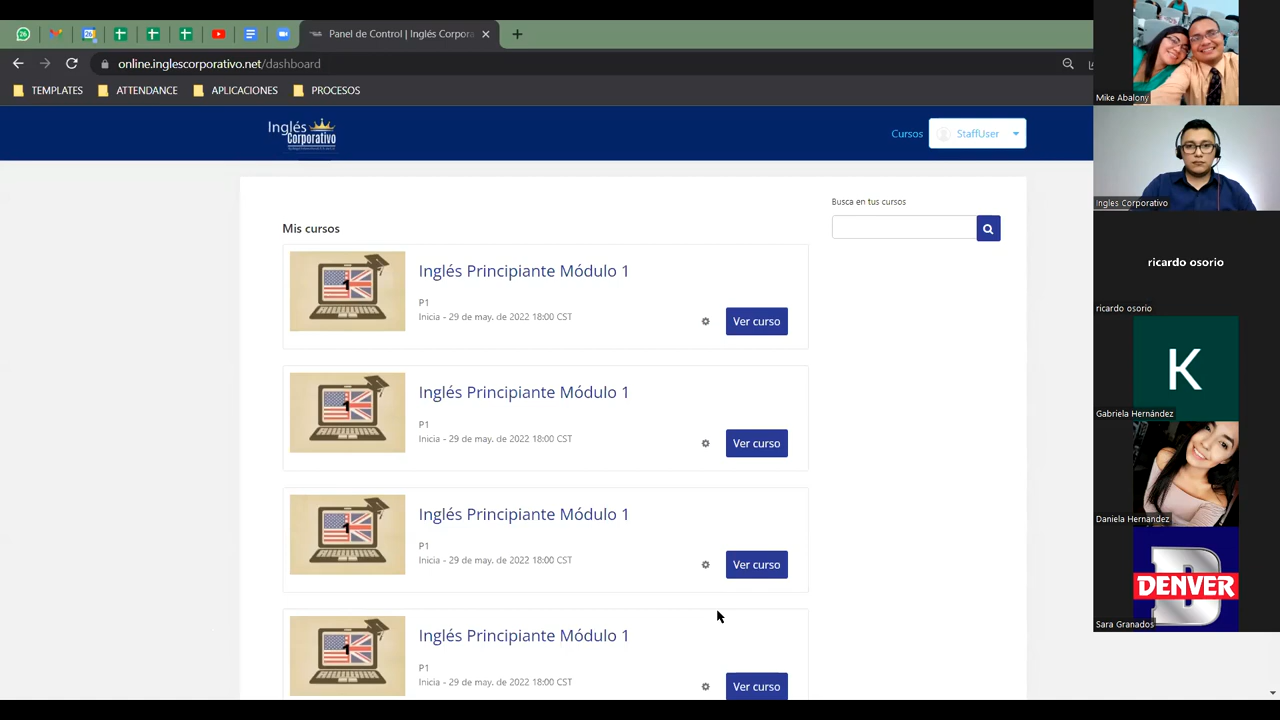 Panel de Control | Inglés Corpora
online.inglescorporativo.net/dashboard
TEMPLATES
ATTENDANCE
APLICACIONES
PROCESOS
Inglés
Corporativo
Cursos
StaffUser
Mis cursos
Busca en tus cursos
Inglés Principiante Módulo 1
P1
Inicia - 29 de may. de 2022 18:00 CST
Ver curso
Inglés Principiante Módulo 1
P1
Inicia - 29 de may. de 2022 18:00 CST
Ver curso
Inglés Principiante Módulo 1
P1
Inicia - 29 de may. de 2022 18:00 CST
Ver curso
Inglés Principiante Módulo 1
P1
Inicia - 29 de may. de 2022 18:00 CST
Ver curso
Mike Abalony
Ingles Corporativo
ricardo osorio
ricardo osorio
K
Gabriela Hernández
Daniela Hernandez
DENVER
Sara Granados